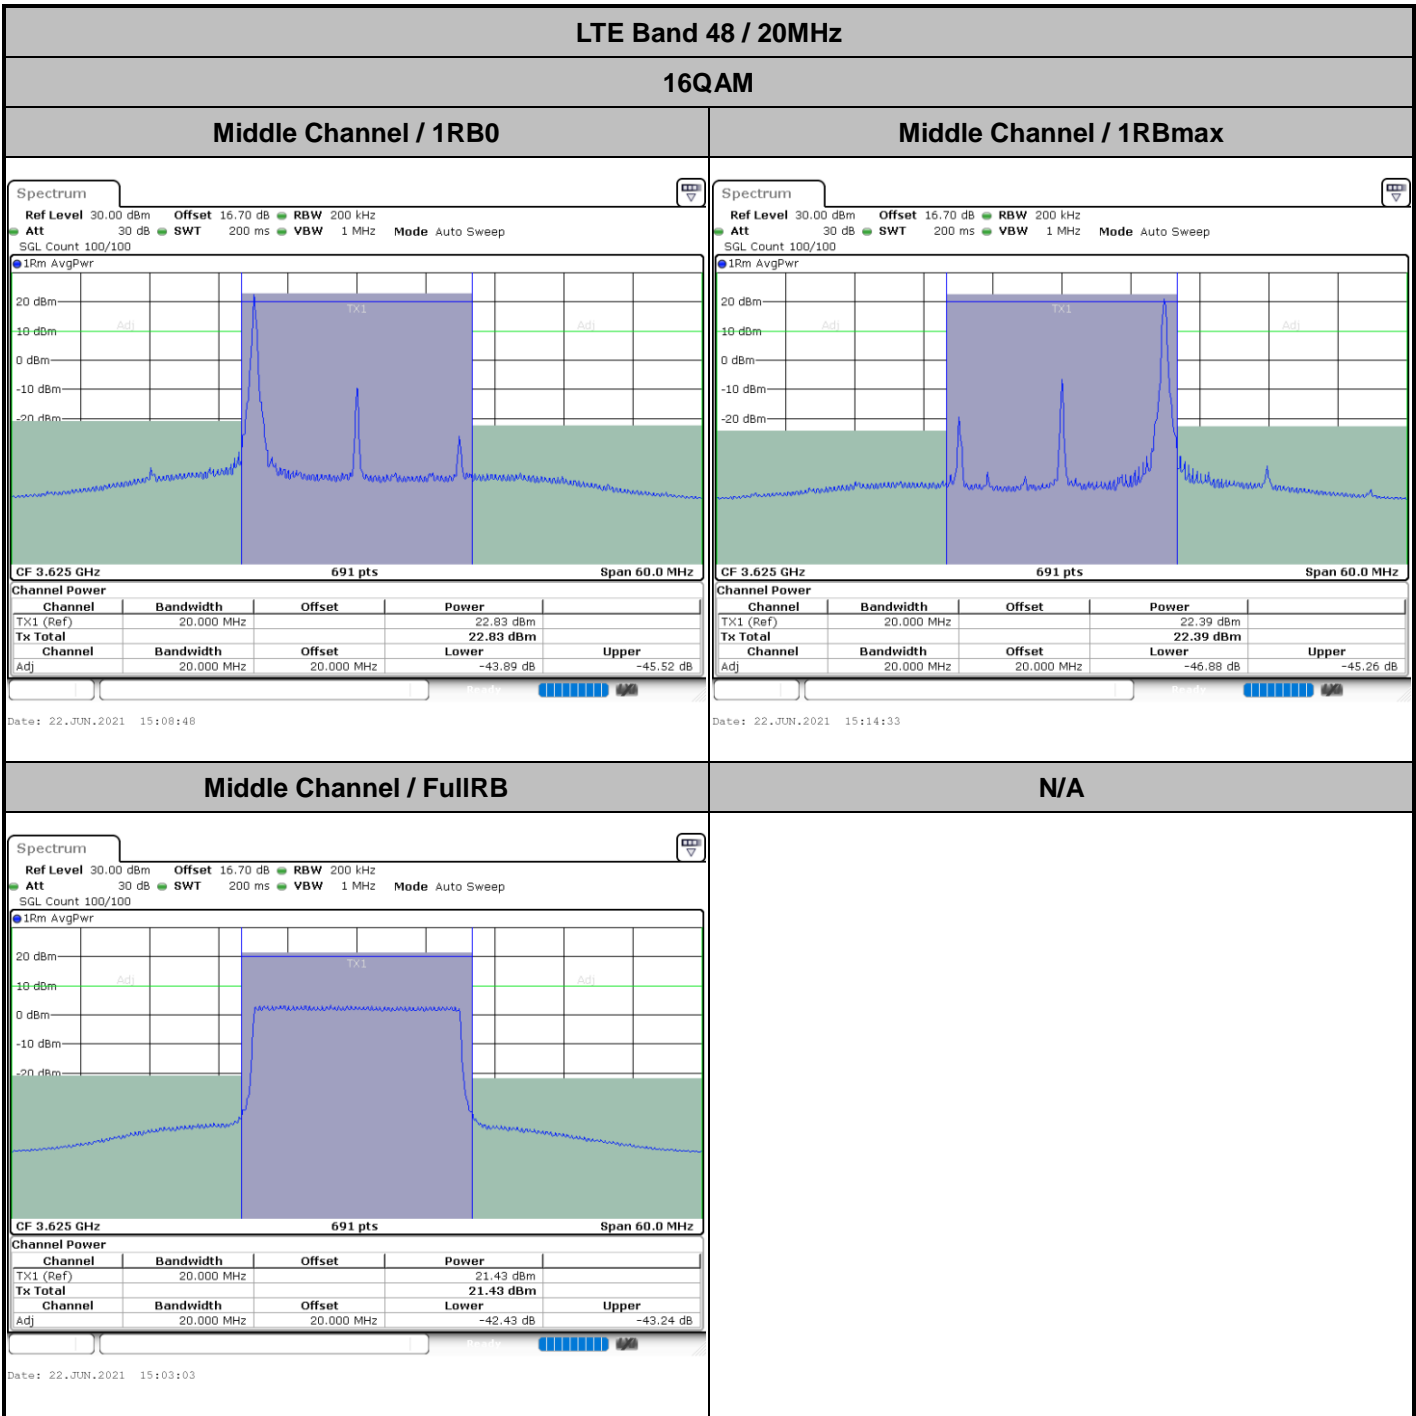 LTE Band 48 / 20MHz
16QAM
Middle Channel / 1RB0
Middle Channel / 1RBmax
Spectrum
Ref Level 30.00 dBm Offset 16.70 dB RBW 200 kHz
Att 30 dB SWT 200 ms VBW 1 MHz Mode Auto Sweep
SGL Count 100/100
1Rm AvgPwr
TX1
Adj
Adj
20 dBm
10 dBm
0 dBm
-10 dBm
-20 dBm
CF 3.625 GHz 691 pts Span 60.0 MHz
Channel Power
Channel Bandwidth Offset Power
TX1 (Ref) 20.000 MHz 22.83 dBm
Tx Total 22.83 dBm
Channel Bandwidth Offset Lower Upper
Adj 20.000 MHz 20.000 MHz -43.89 dB -45.52 dB
Ready
Date: 22.JUN.2021 15:08:48
Spectrum
Ref Level 30.00 dBm Offset 16.70 dB RBW 200 kHz
Att 30 dB SWT 200 ms VBW 1 MHz Mode Auto Sweep
SGL Count 100/100
1Rm AvgPwr
TX1
Adj
Adj
20 dBm
10 dBm
0 dBm
-10 dBm
-20 dBm
CF 3.625 GHz 691 pts Span 60.0 MHz
Channel Power
Channel Bandwidth Offset Power
TX1 (Ref) 20.000 MHz 22.39 dBm
Tx Total 22.39 dBm
Channel Bandwidth Offset Lower Upper
Adj 20.000 MHz 20.000 MHz -46.88 dB -45.26 dB
Ready
Date: 22.JUN.2021 15:14:33
Middle Channel / FullRB
N/A
Spectrum
Ref Level 30.00 dBm Offset 16.70 dB RBW 200 kHz
Att 30 dB SWT 200 ms VBW 1 MHz Mode Auto Sweep
SGL Count 100/100
1Rm AvgPwr
TX1
Adj
Adj
20 dBm
10 dBm
0 dBm
-10 dBm
-20 dBm
CF 3.625 GHz 691 pts Span 60.0 MHz
Channel Power
Channel Bandwidth Offset Power
TX1 (Ref) 20.000 MHz 21.43 dBm
Tx Total 21.43 dBm
Channel Bandwidth Offset Lower Upper
Adj 20.000 MHz 20.000 MHz -42.43 dB -43.24 dB
Ready
Date: 22.JUN.2021 15:03:03